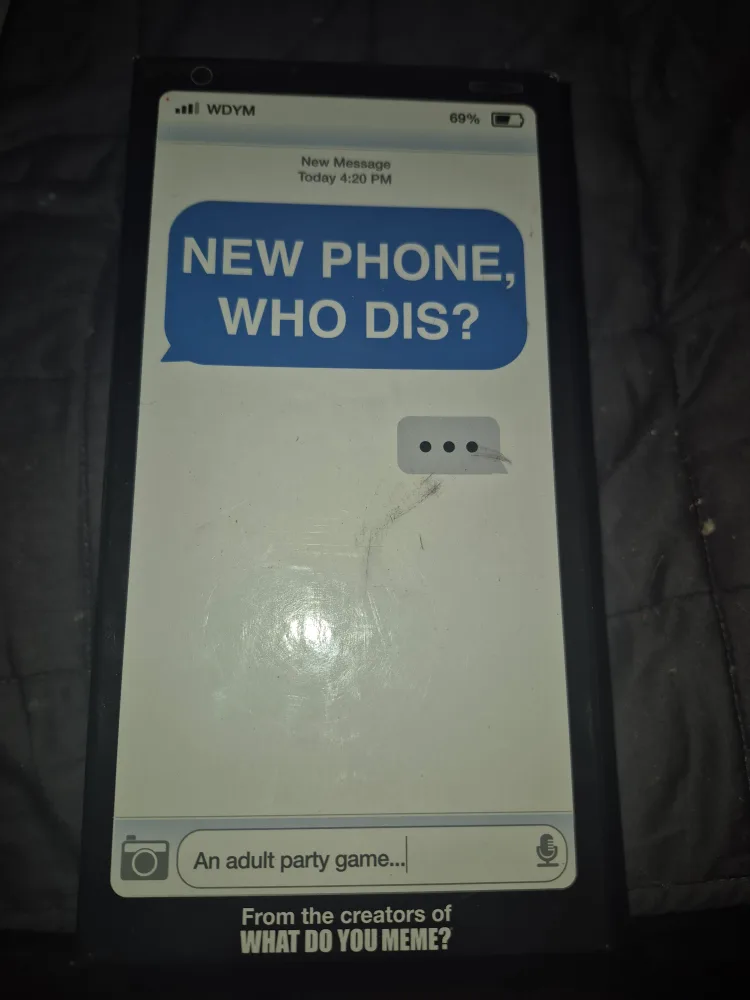 WDYM 69%
New Message
Today 4:20 PM
NEW PHONE,
WHO DIS?
An adult party game...
From the creators of
WHAT DO YOU MEME?